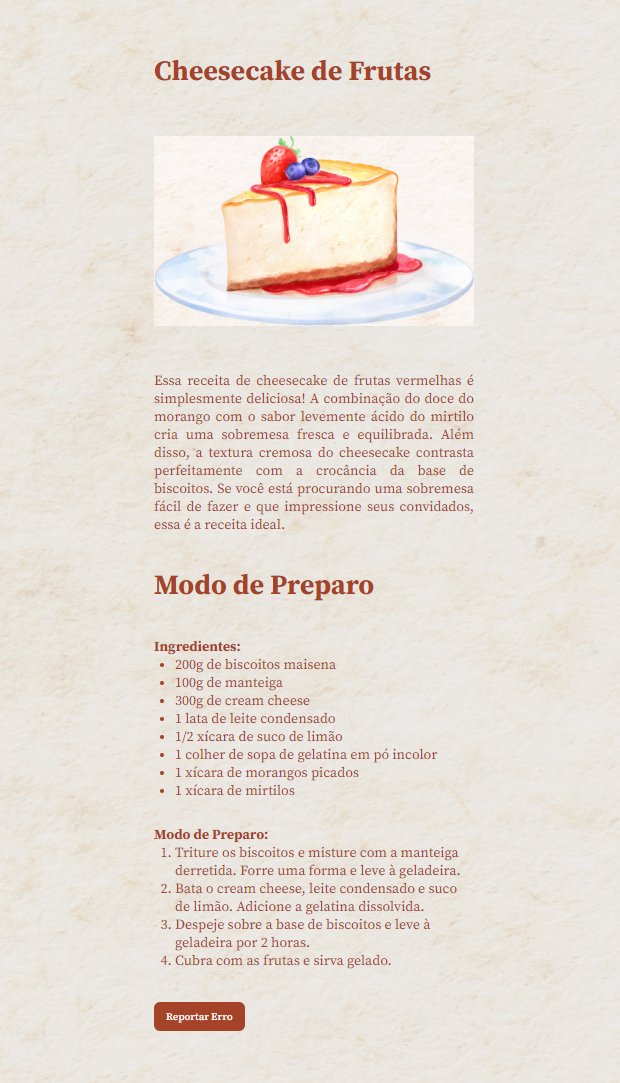 Cheesecake de Frutas
Essa receita de cheesecake de frutas vermelhas é
simplesmente deliciosa! A combinação do doce do
morango com o sabor levemente ácido do mirtilo
cria uma sobremesa fresca e equilibrada. Além
disso, a textura cremosa do cheesecake contrasta
perfeitamente com a crocância da base de
biscoitos. Se você está procurando uma sobremesa
fácil de fazer e que impressione seus convidados,
essa é a receita ideal.
Modo de Preparo
Ingredientes:
• 200g de biscoitos maisena
• 100g de manteiga
• 300g de cream cheese
• 1 lata de leite condensado
• 1/2 xícara de suco de limão
• 1 colher de sopa de gelatina em pó incolor
• 1 xícara de morangos picados
• 1 xícara de mirtilos
Modo de Preparo:
1. Triture os biscoitos e misture com a manteiga
derretida. Forre uma forma e leve à geladeira.
2. Bata o cream cheese, leite condensado e suco
de limão. Adicione a gelatina dissolvida.
3. Despeje sobre a base de biscoitos e leve à
geladeira por 2 horas.
4. Cubra com as frutas e sirva gelado.
Reportar Erro